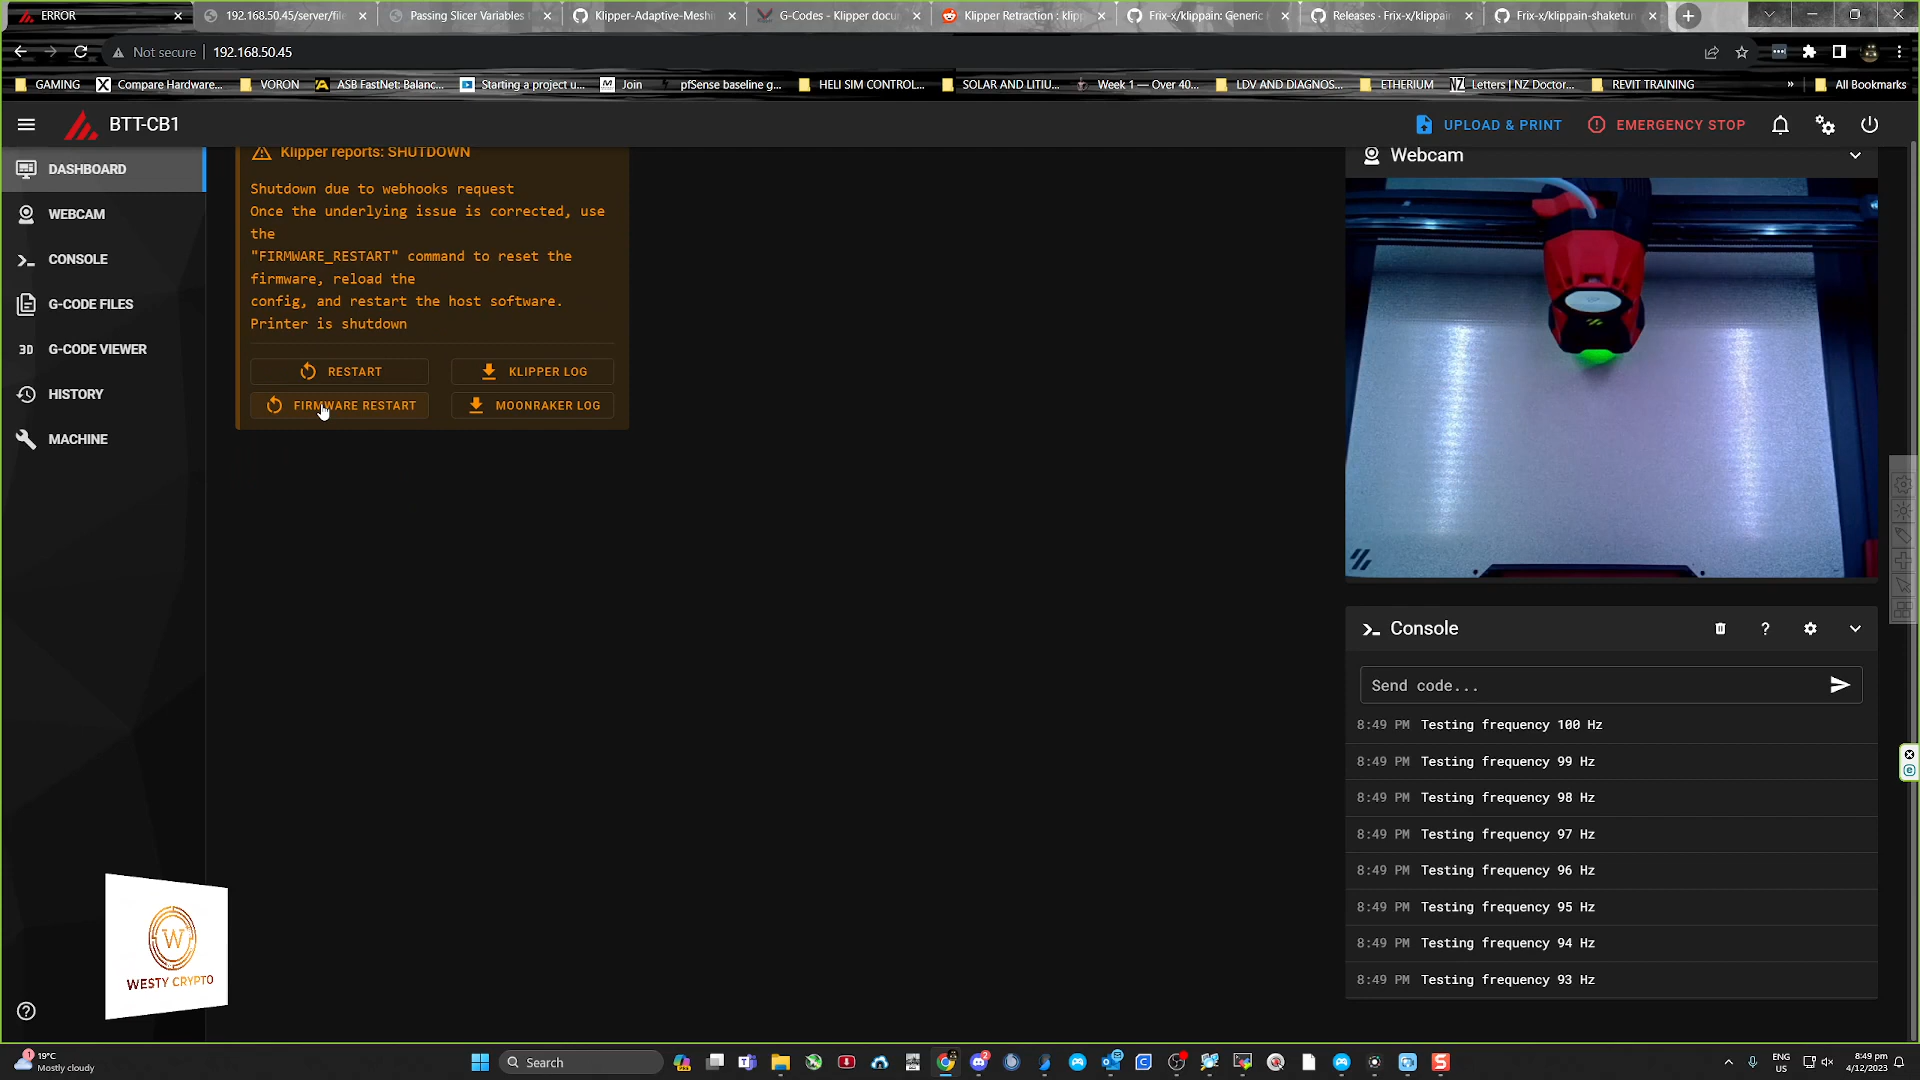 ERROR
192.168.50.45/server/file
Passing Slicer Variables
Klipper-Adaptive-Meshi
G-Codes - Klipper docu
Klipper Retraction : klipp
Frix-x/klippain: Generic
Releases · Frix-x/klippai
Frix-x/klippain-shaketun
Not secure
192.168.50.45
GAMING
Compare Hardware...
VORON
ASB FastNet: Balanc...
Starting a project u...
Join
pfSense baseline g...
HELI SIM CONTROL...
SOLAR AND LITIU...
Week 1 — Over 40...
LDV AND DIAGNOS...
ETHERIUM
Letters | NZ Doctor...
REVIT TRAINING
»
All Bookmarks
BTT-CB1
UPLOAD & PRINT
EMERGENCY STOP
DASHBOARD
WEBCAM
CONSOLE
G-CODE FILES
3D G-CODE VIEWER
HISTORY
MACHINE
Klipper reports: SHUTDOWN
Shutdown due to webhooks request
Once the underlying issue is corrected, use
the
"FIRMWARE_RESTART" command to reset the
firmware, reload the
config, and restart the host software.
Printer is shutdown
RESTART
KLIPPER LOG
FIRMWARE RESTART
MOONRAKER LOG
Webcam
Console
Send code...
8:49 PM Testing frequency 100 Hz
8:49 PM Testing frequency 99 Hz
8:49 PM Testing frequency 98 Hz
8:49 PM Testing frequency 97 Hz
8:49 PM Testing frequency 96 Hz
8:49 PM Testing frequency 95 Hz
8:49 PM Testing frequency 94 Hz
8:49 PM Testing frequency 93 Hz
W
WESTY CRYPTO
1
19°C
Mostly cloudy
Search
2
ENG
US
8:49 pm
4/12/2023